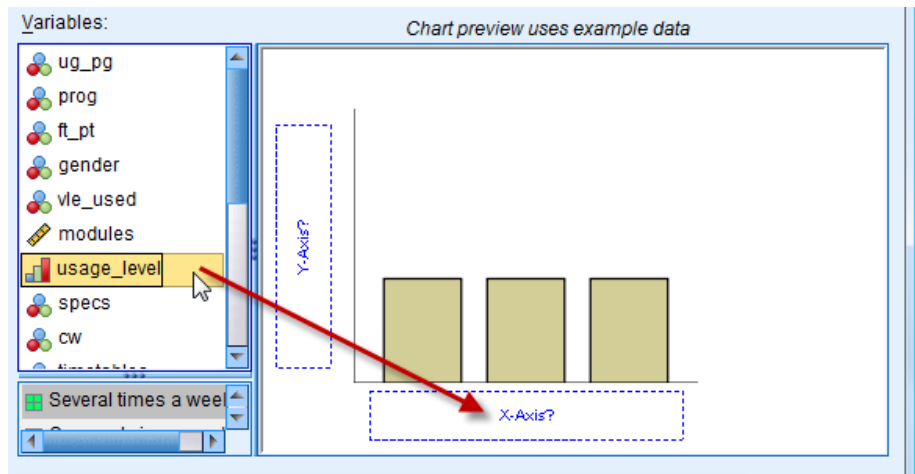 Variables:
Chart preview uses example data
ug_pg
prog
ft_pt
gender
vle_used
modules
usage_level
specs
cw
Several times a weel
Y-Axis?
X-Axis?